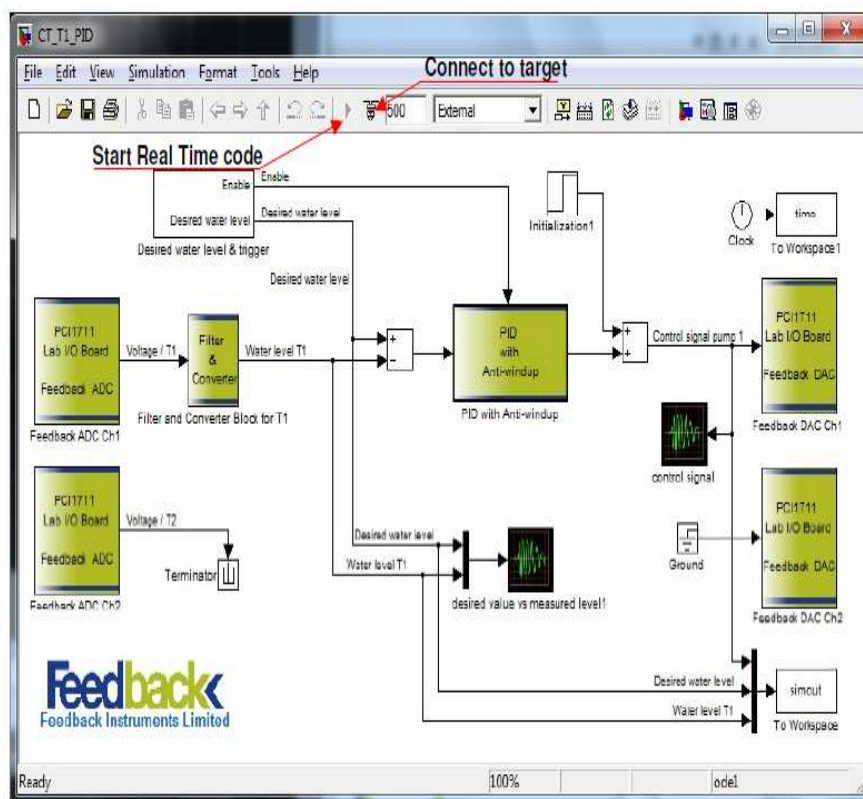 CT_T1_PID
File Edit View Simulation Format Tools Help
Connect to target
500
External
Start Real Time code
Enable
Enable
Desired water level
Desired water level
Desired water level & trigger
Desired water level
Initialization1
Clock
time
To Workspace1
PCI1711
Lab I/O Board
Feedback ADC
Feedback ADC Ch1
Voltage / T1
Filter
&
Converter
Filter and Converter Block for T1
Water level T1
+
−
PID
with
Anti-windup
PID with Anti-windup
+
+
Control signal pump 1
PCI1711
Lab I/O Board
Feedback DAC
Feedback DAC Ch1
control signal
PCI1711
Lab I/O Board
Feedback ADC
Feedback ADC Ch2
Voltage / T2
Terminator
Desired water level
Water level T1
desired value vs measured level1
Ground
PCI1711
Lab I/O Board
Feedback DAC
Feedback DAC Ch2
Desired water level
Water level T1
simout
To Workspace
Feedback
Feedback Instruments Limited
Ready
100%
ode1